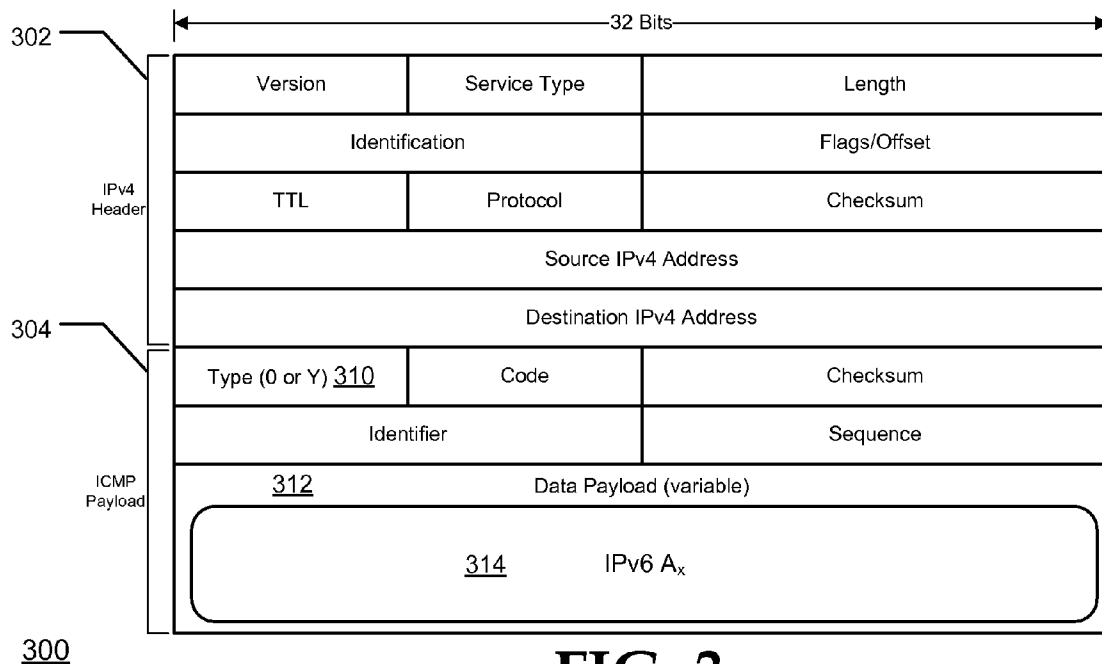 32 Bits
302
Version Service Type Length
Identification Flags/Offset
IPv4
Header
TTL Protocol Checksum
Source IPv4 Address
Destination IPv4 Address
304
Type (0 or Y) 310 Code Checksum
Identifier Sequence
ICMP
Payload
312 Data Payload (variable)
314 IPv6 Ax
300